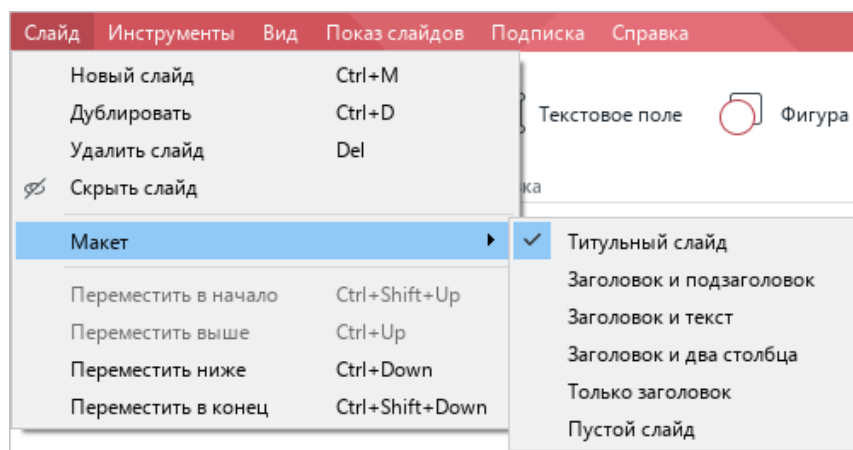 Слайд Инструменты Вид Показ слайдов Подписка Справка
Новый слайд Ctrl+M
Дублировать Ctrl+D
Удалить слайд Del
Скрыть слайд
Макет
Переместить в начало Ctrl+Shift+Up
Переместить выше Ctrl+Up
Переместить ниже Ctrl+Down
Переместить в конец Ctrl+Shift+Down
Текстовое поле Фигура
ка
Титульный слайд
Заголовок и подзаголовок
Заголовок и текст
Заголовок и два столбца
Только заголовок
Пустой слайд